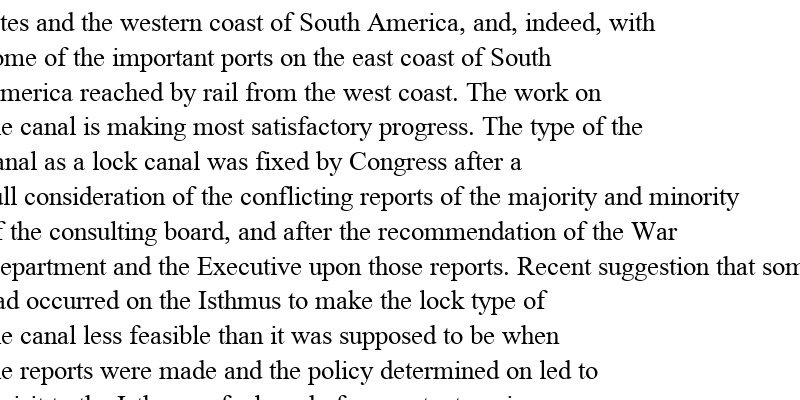 tes and the western coast of South America, and, indeed, with
ome of the important ports on the east coast of South
merica reached by rail from the west coast. The work on
e canal is making most satisfactory progress. The type of the
anal as a lock canal was fixed by Congress after a
ull consideration of the conflicting reports of the majority and minority
f the consulting board, and after the recommendation of the War
epartment and the Executive upon those reports. Recent suggestion that som
ad occurred on the Isthmus to make the lock type of
e canal less feasible than it was supposed to be when
e reports were made and the policy determined on led to